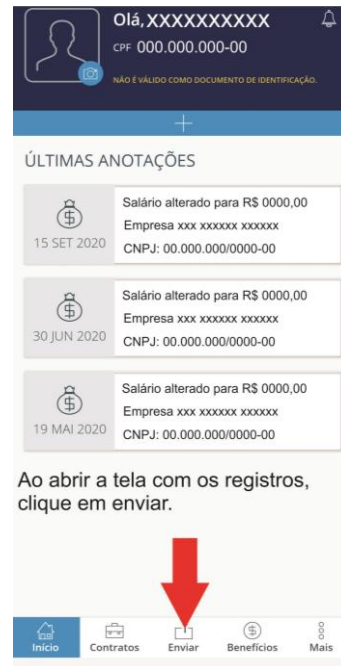 Olá, XXXXXXXXXX
CPF 000.000.000-00
NÃO É VÁLIDO COMO DOCUMENTO DE IDENTIFICAÇÃO.
ÚLTIMAS ANOTAÇÕES
Salário alterado para R$ 0000,00
Empresa xxx xxxxxx xxxxxx
15 SET 2020
CNPJ: 00.000.000/0000-00
Salário alterado para R$ 0000,00
Empresa xxx xxxxxx xxxxxx
30 JUN 2020
CNPJ: 00.000.000/0000-00
Salário alterado para R$ 0000,00
Empresa xxx xxxxxx xxxxxx
19 MAI 2020
CNPJ: 00.000.000/0000-00
Ao abrir a tela com os registros,
clique em enviar.
Início Contratos Enviar Benefícios Mais